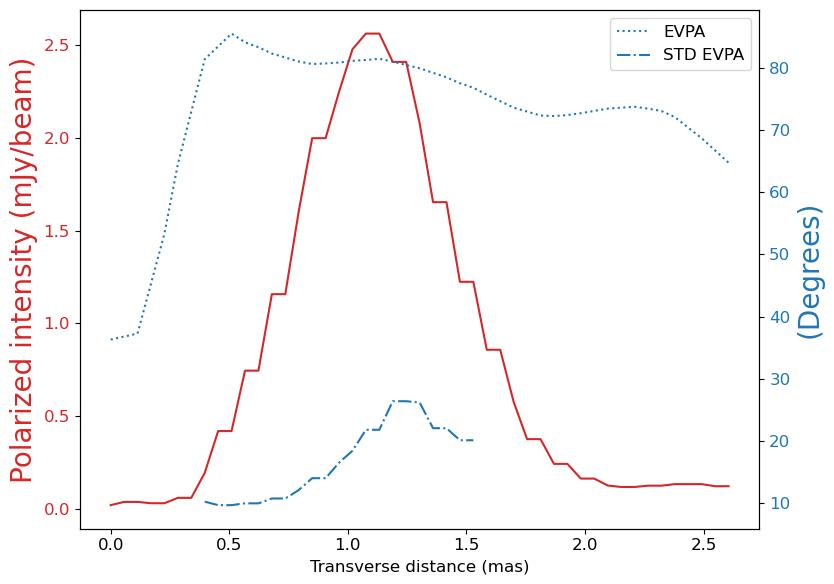 Polarized intensity (mJy/beam)
2.5
2.0
1.5
1.0
0.5
0.0
EVPA
STD EVPA
80
70
60
50
40
30
20
10
(Degrees)
0.0 0.5 1.0 1.5 2.0 2.5
Transverse distance (mas)